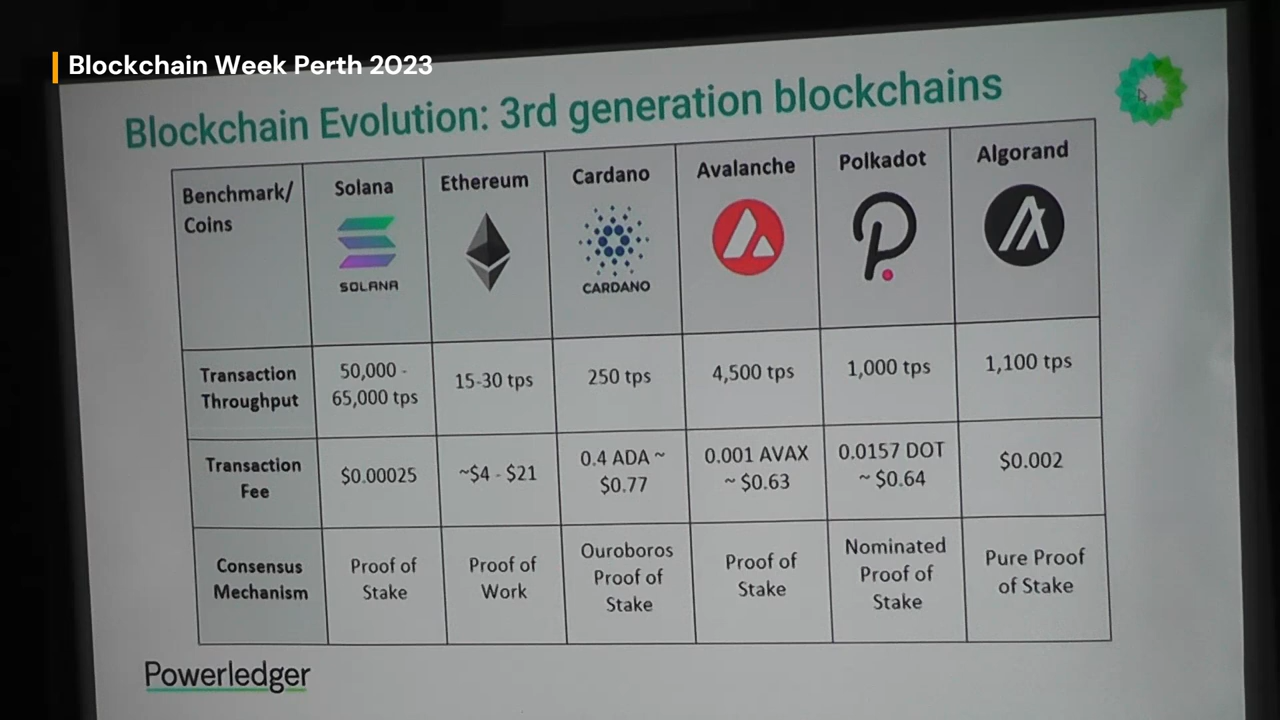 Blockchain Week Perth 2023
Blockchain Evolution: 3rd generation blockchains
Benchmark/
Coins
Solana
SOLANA
Ethereum
Cardano
CARDANO
Avalanche
Polkadot
Algorand
Transaction
Throughput
50,000 -
65,000 tps
15-30 tps
250 tps
4,500 tps
1,000 tps
1,100 tps
Transaction
Fee
$0.00025
~$4 - $21
0.4 ADA ~
$0.77
0.001 AVAX
~ $0.63
0.0157 DOT
~ $0.64
$0.002
Consensus
Mechanism
Proof of
Stake
Proof of
Work
Ouroboros
Proof of
Stake
Proof of
Stake
Nominated
Proof of
Stake
Pure Proof
of Stake
Powerledger